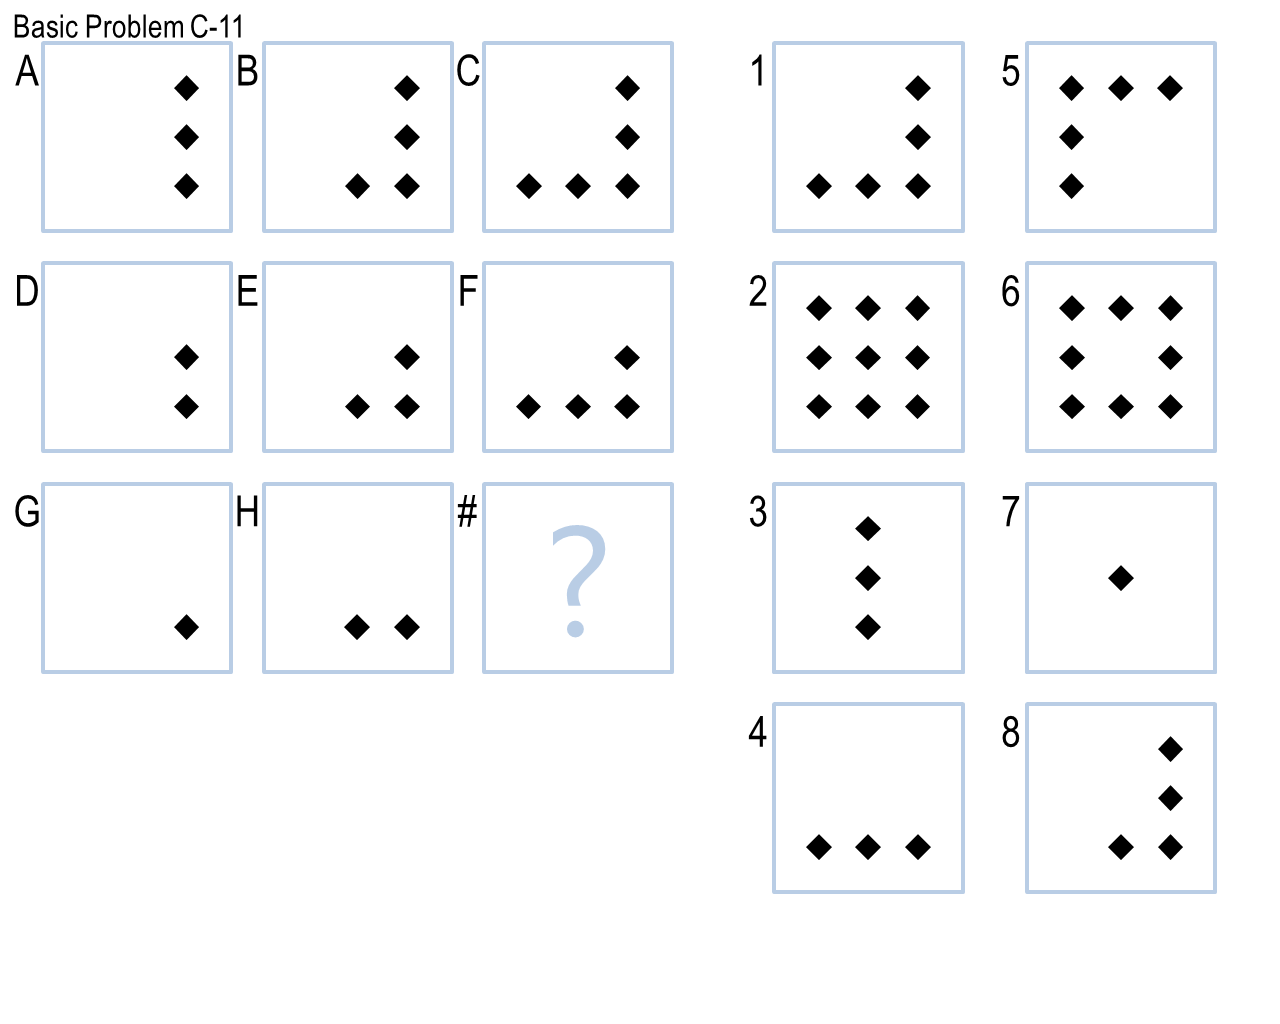 Basic Problem C-11
A B C 1 5
D E F 2 6
G H # ? 3 7
4 8